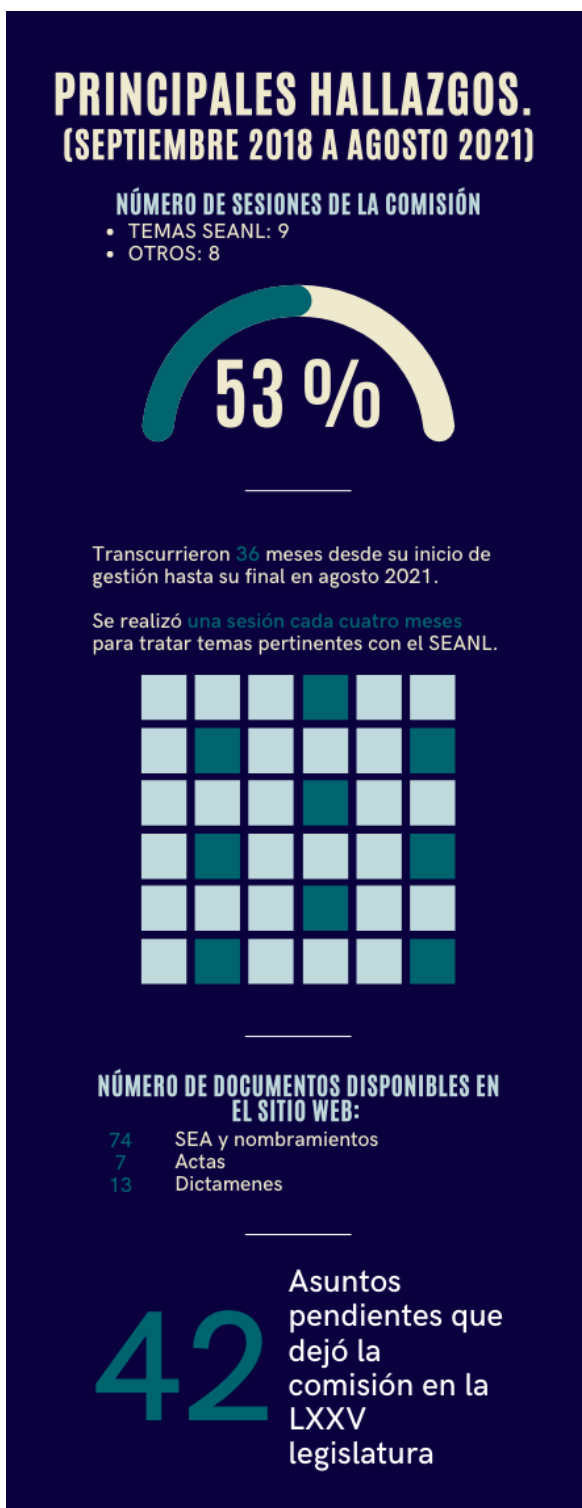 PRINCIPALES HALLAZGOS.
(SEPTIEMBRE 2018 A AGOSTO 2021)
NÚMERO DE SESIONES DE LA COMISIÓN
• TEMAS SEANL: 9
• OTROS: 8
53 %
Transcurrieron 36 meses desde su inicio de
gestión hasta su final en agosto 2021.
Se realizó una sesión cada cuatro meses
para tratar temas pertinentes con el SEANL.
NÚMERO DE DOCUMENTOS DISPONIBLES EN
EL SITIO WEB:
74 SEA y nombramientos
7 Actas
13 Dictamenes
42
Asuntos
pendientes que
dejó la
comisión en la
LXXV
legislatura